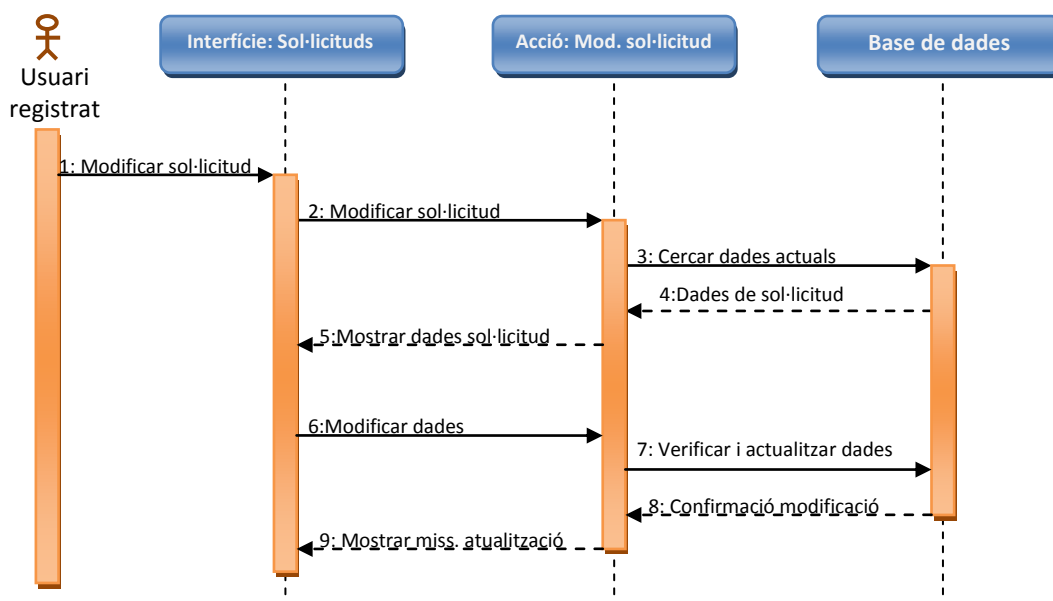 Interfície: Sol·licituds
Acció: Mod. sol·licitud
Base de dades
Usuari
registrat
1: Modificar sol·licitud
2: Modificar sol·licitud
3: Cercar dades actuals
4:Dades de sol·licitud
5:Mostrar dades sol·licitud
6:Modificar dades
7: Verificar i actualitzar dades
8: Confirmació modificació
9: Mostrar miss. atualització